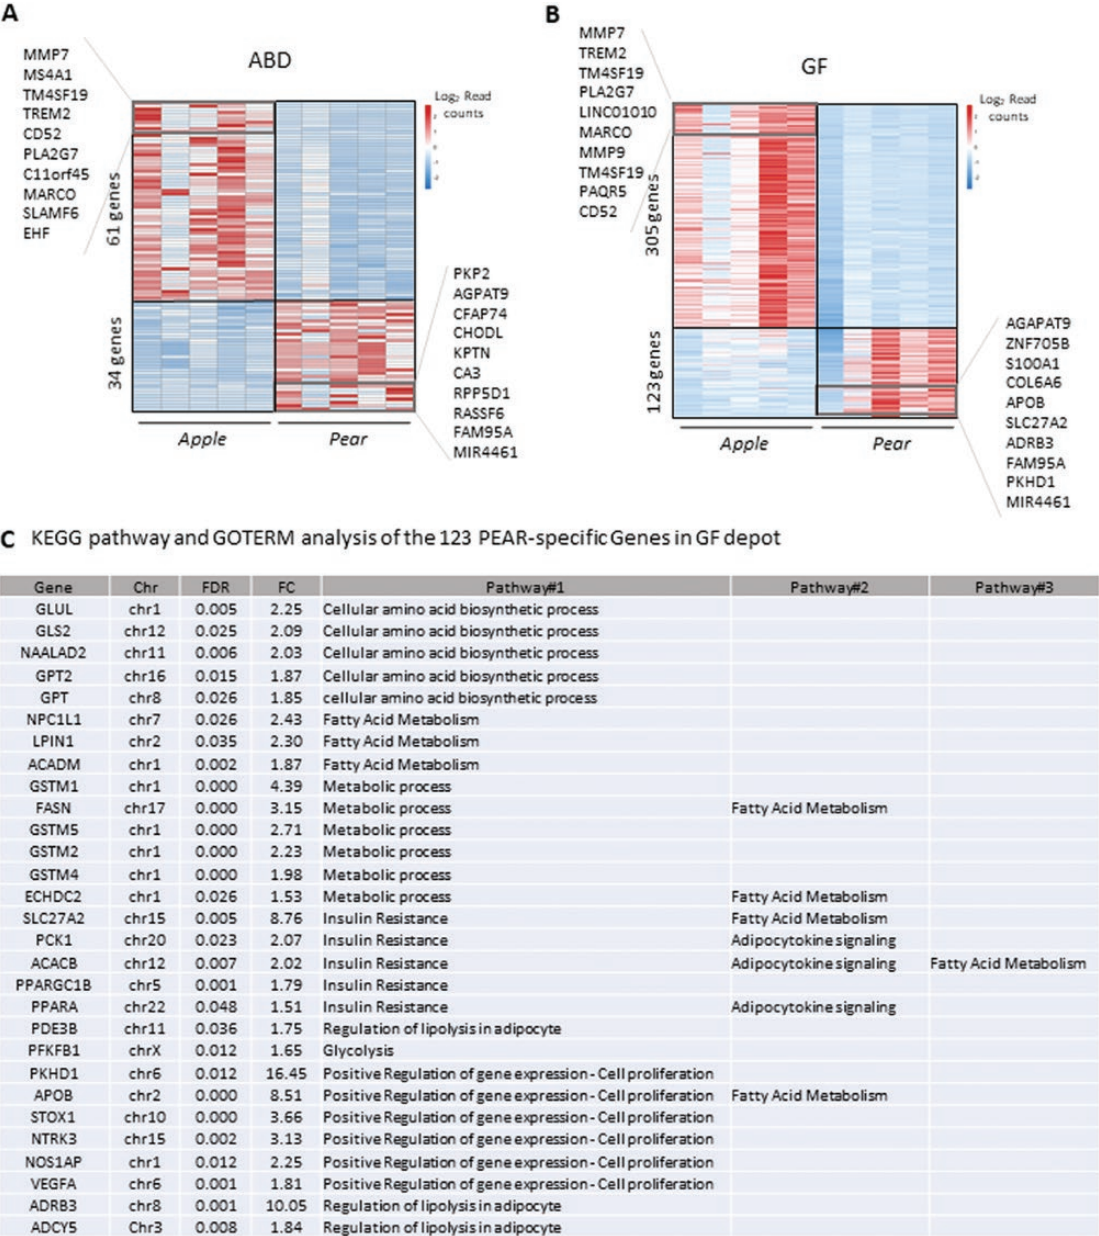 A
ABD
MMP7
MS4A1
TM4SF19
TREM2
CD52
PLA2G7
C11orf45
MARCO
SLAMF6
EHF
61 genes
34 genes
Log2 Read
counts
PKP2
AGPAT9
CFAP74
CHODL
KPTN
CA3
RPP5D1
RASSF6
FAM95A
MIR4461
Apple
Pear
B
GF
MMP7
TREM2
TM4SF19
PLA2G7
LINC01010
MARCO
MMP9
TM4SF19
PAQR5
CD52
305genes
123genes
Log2 Read
counts
AGAPAT9
ZNF705B
S100A1
COL6A6
APOB
SLC27A2
ADRB3
FAM95A
PKHD1
MIR4461
Apple
Pear
C KEGG pathway and GOTERM analysis of the 123 PEAR-specific Genes in GF depot
Gene Chr FDR FC Pathway#1 Pathway#2 Pathway#3
GLUL chr1 0.005 2.25 Cellular amino acid biosynthetic process
GLS2 chr12 0.025 2.09 Cellular amino acid biosynthetic process
NAALAD2 chr11 0.006 2.03 Cellular amino acid biosynthetic process
GPT2 chr16 0.015 1.87 Cellular amino acid biosynthetic process
GPT chr8 0.026 1.85 cellular amino acid biosynthetic process
NPC1L1 chr7 0.026 2.43 Fatty Acid Metabolism
LPIN1 chr2 0.035 2.30 Fatty Acid Metabolism
ACADM chr1 0.002 1.87 Fatty Acid Metabolism
GSTM1 chr1 0.000 4.39 Metabolic process
FASN chr17 0.000 3.15 Metabolic process Fatty Acid Metabolism
GSTM5 chr1 0.000 2.71 Metabolic process
GSTM2 chr1 0.000 2.23 Metabolic process
GSTM4 chr1 0.000 1.98 Metabolic process
ECHDC2 chr1 0.026 1.53 Metabolic process Fatty Acid Metabolism
SLC27A2 chr15 0.005 8.76 Insulin Resistance Fatty Acid Metabolism
PCK1 chr20 0.023 2.07 Insulin Resistance Adipocytokine signaling
ACACB chr12 0.007 2.02 Insulin Resistance Adipocytokine signaling Fatty Acid Metabolism
PPARGC1B chr5 0.001 1.79 Insulin Resistance
PPARA chr22 0.048 1.51 Insulin Resistance Adipocytokine signaling
PDE3B chr11 0.036 1.75 Regulation of lipolysis in adipocyte
PFKFB1 chrX 0.012 1.65 Glycolysis
PKHD1 chr6 0.012 16.45 Positive Regulation of gene expression - Cell proliferation
APOB chr2 0.000 8.51 Positive Regulation of gene expression - Cell proliferation Fatty Acid Metabolism
STOX1 chr10 0.000 3.66 Positive Regulation of gene expression - Cell proliferation
NTRK3 chr15 0.002 3.13 Positive Regulation of gene expression - Cell proliferation
NOS1AP chr1 0.012 2.25 Positive Regulation of gene expression - Cell proliferation
VEGFA chr6 0.001 1.81 Positive Regulation of gene expression - Cell proliferation
ADRB3 chr8 0.001 10.05 Regulation of lipolysis in adipocyte
ADCY5 Chr3 0.008 1.84 Regulation of lipolysis in adipocyte